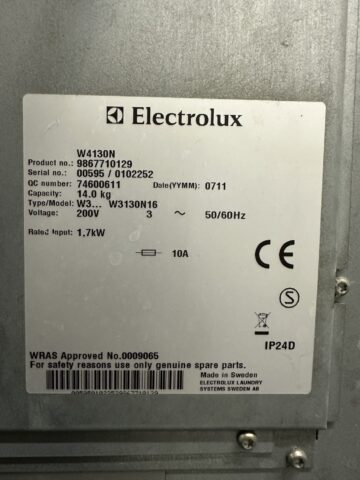 Electrolux
W4130N
Product no.: 9867710129
Serial no.: 00595 / 0102252
QC number: 74600611 Date(YYMM): 0711
Capacity: 14.0 kg
Type/Model: W3... W3130N16
Voltage: 200V 3 ~ 50/60Hz
Rated Input: 1,7kW
10A
CE
S
IP24D
WRAS Approved No.0009065
For safety reasons use only genuine spare parts.
Made in Sweden
ELECTROLUX LAUNDRY
SYSTEMS SWEDEN AB